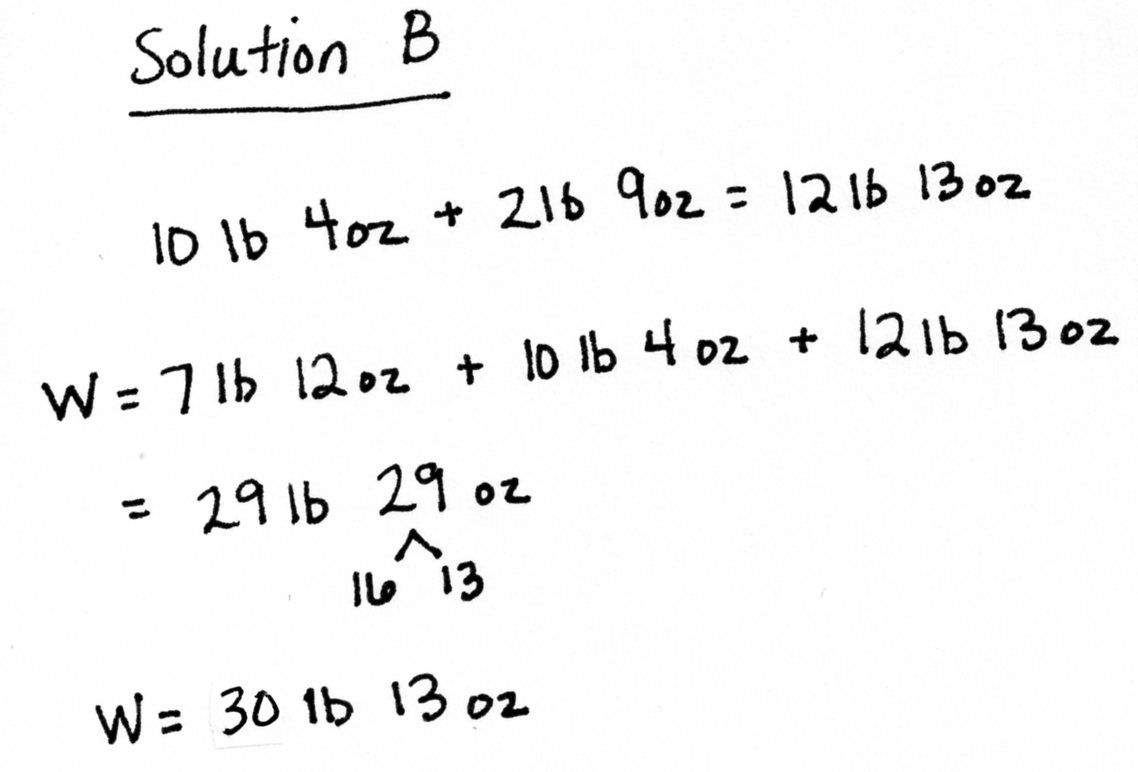 Solution B
10 lb 4oz + 2lb 9oz = 12 lb 13 oz
W = 7 lb 12 oz + 10 lb 4 oz + 12 lb 13 oz
= 29 lb 29 oz
16 13
W = 30 lb 13 oz